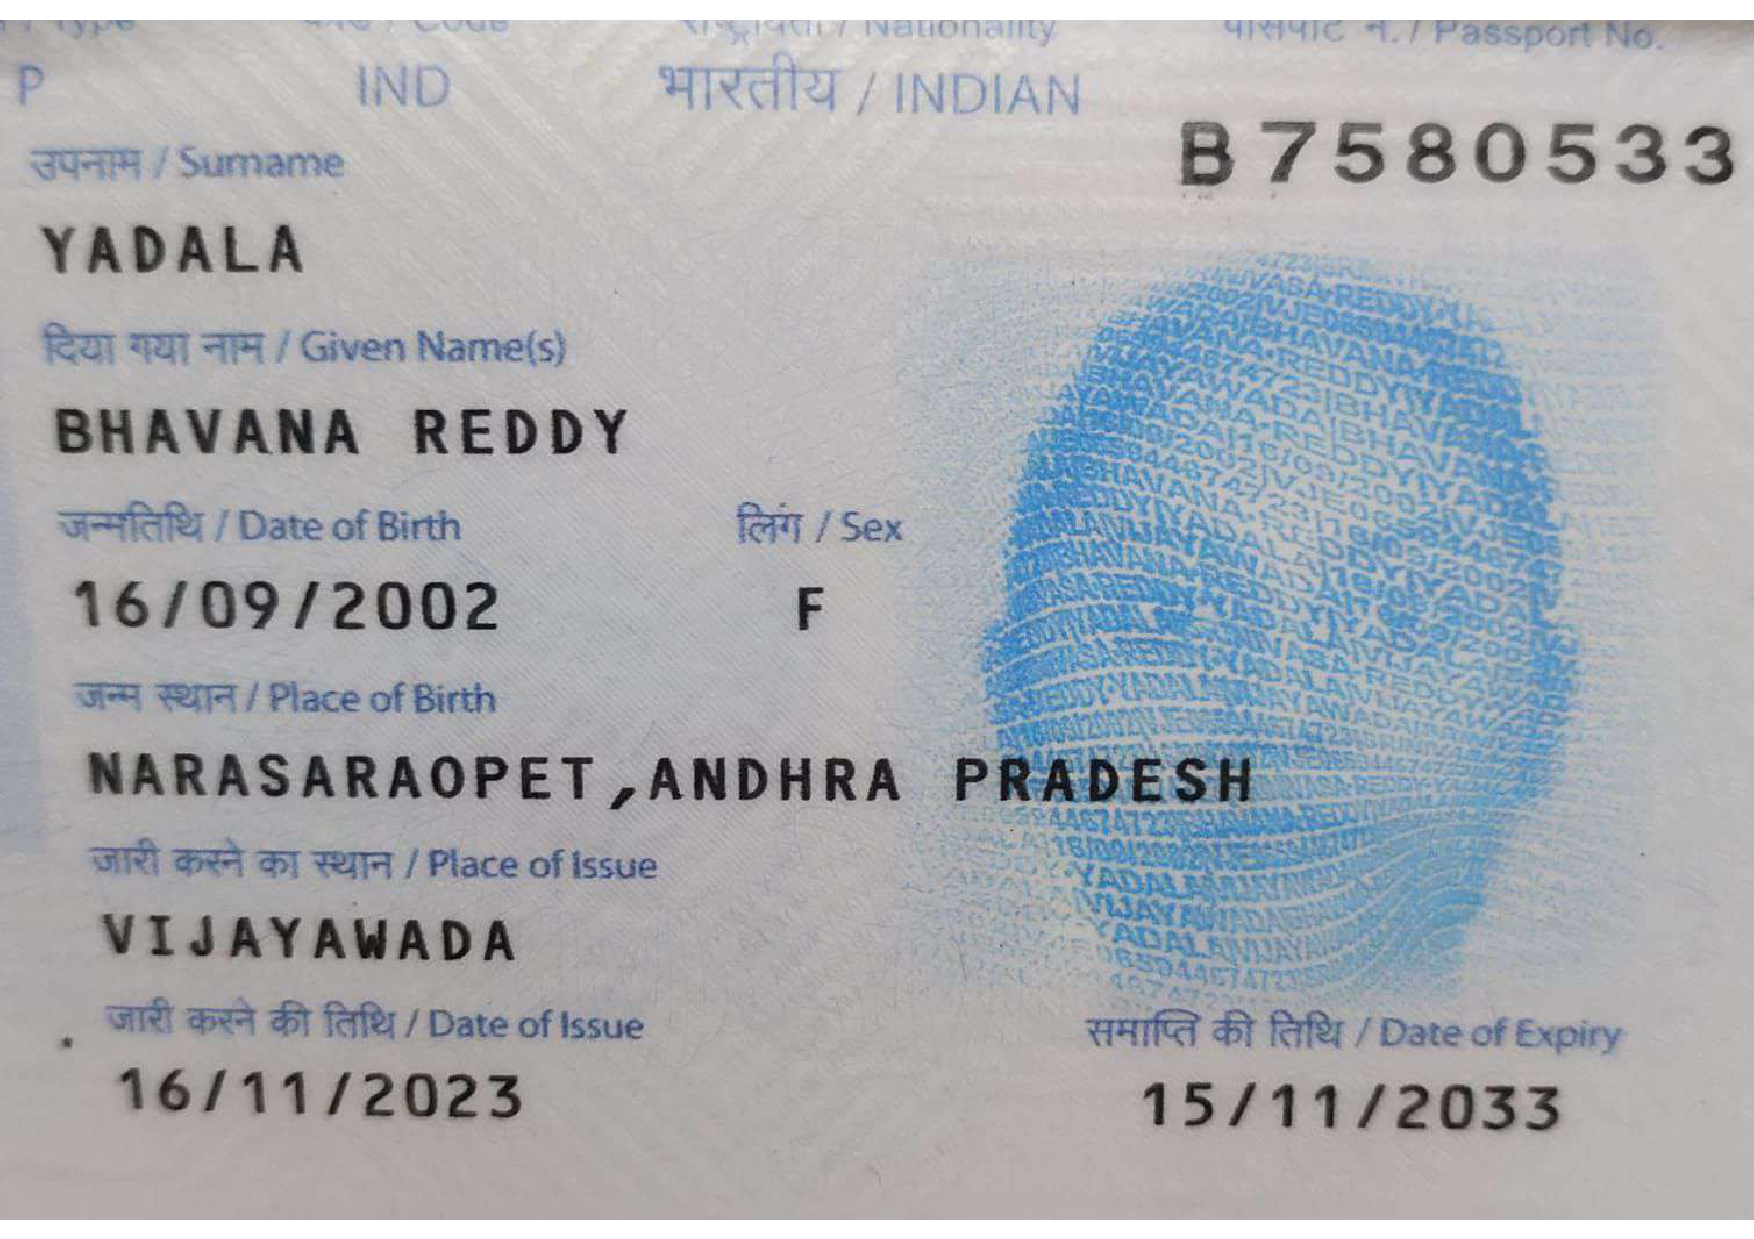 Type कोड / Code राष्ट्रीयता / Nationality पासपोर्ट नं. / Passport No.
P IND भारतीय / INDIAN
B7580533
उपनाम / Surname
YADALA
दिया गया नाम / Given Name(s)
BHAVANA REDDY
जन्मतिथि / Date of Birth लिंग / Sex
16/09/2002 F
जन्म स्थान / Place of Birth
NARASARAOPET,ANDHRA PRADESH
जारी करने का स्थान / Place of Issue
VIJAYAWADA
जारी करने की तिथि / Date of Issue समाप्ति की तिथि / Date of Expiry
16/11/2023 15/11/2033